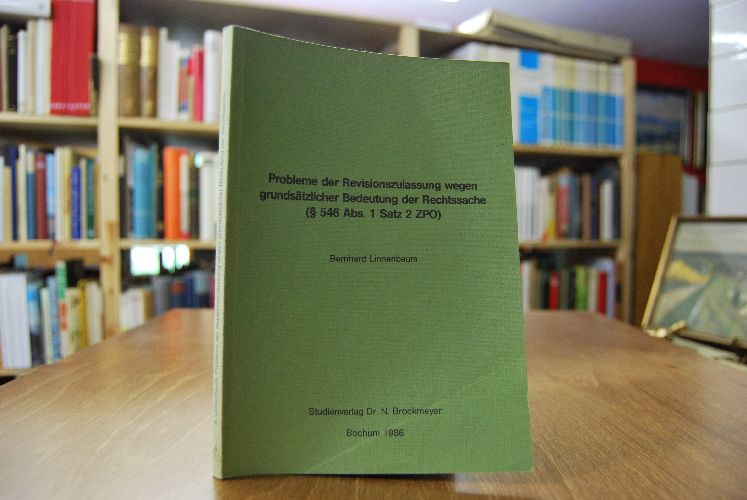 Probleme der Revisionszulassung wegen
grundsätzlicher Bedeutung der Rechtssache
(§ 546 Abs. 1 Satz 2 ZPO)
Bernhard Linnenbaum
Studienverlag Dr. N. Brockmeyer
Bochum 1986